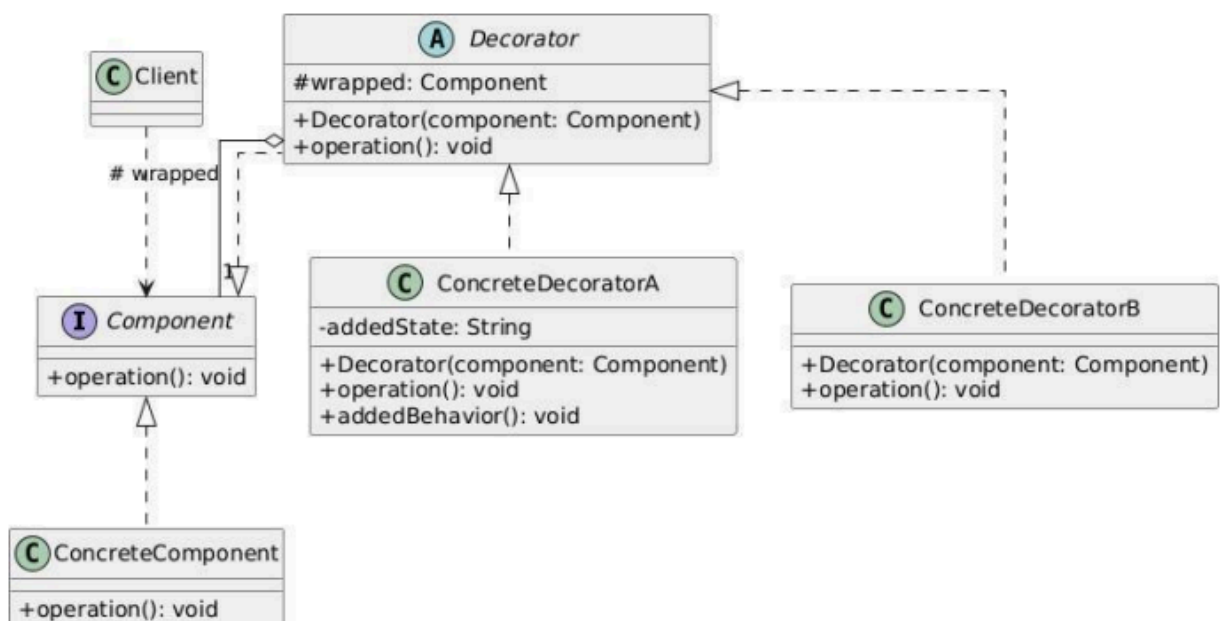 A Decorator
#wrapped: Component
+Decorator(component: Component)
+operation(): void
C Client
# wrapped
1
I Component
+operation(): void
C ConcreteDecoratorA
-addedState: String
+Decorator(component: Component)
+operation(): void
+addedBehavior(): void
C ConcreteDecoratorB
+Decorator(component: Component)
+operation(): void
C ConcreteComponent
+operation(): void